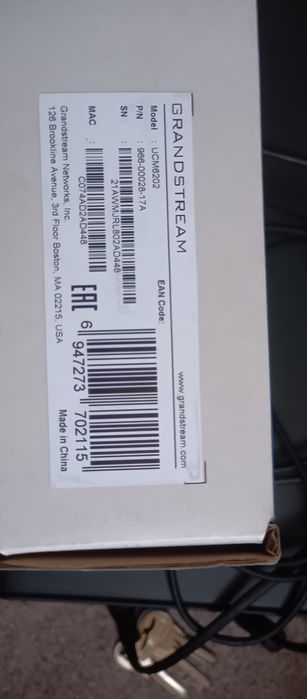 GRANDSTREAM
www.grandstream.com
Model : UCM6202
P/N : 966-00028-17A
EAN Code:
SN :
21AWMJRL802AD448
MAC :
C074AD2AD448
EAC
6 947273 702115
Grandstream Networks, Inc.
126 Brookline Avenue, 3rd Floor Boston, MA 02215, USA
Made in China